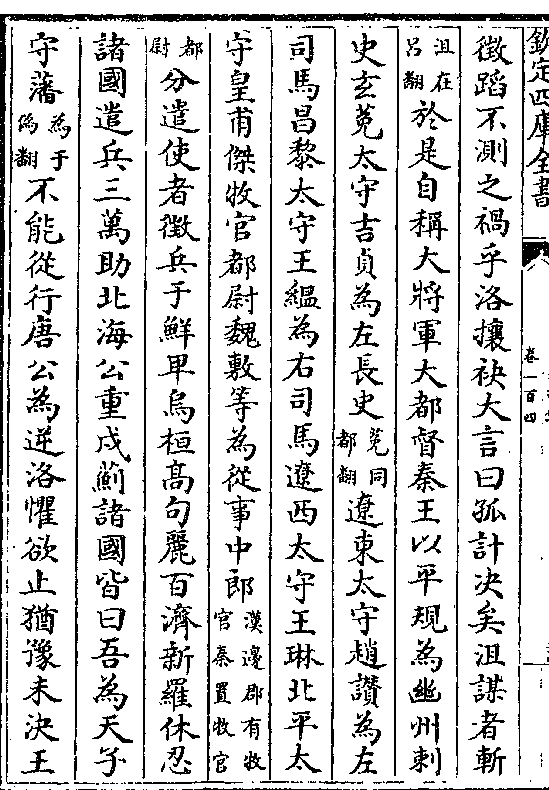 欽定四庫全書
卷一百四
徵蹈不測之禍乎洛攘袂大言曰孤計决矣沮謀者斬
沮在呂翻於是自稱大將軍大都督秦王以平規為幽州刺
史玄菟太守吉貞為左長史菟同都翻遼東太守趙讚為左
司馬昌黎太守王緼為右司馬遼西太守王琳北平太
守皇甫傑牧官都尉魏敷等為從事中郎漢邊郡有牧官秦置牧官
都尉分遣使者徵兵于鮮卑烏桓髙句麗百濟新羅休忍
諸國遣兵三萬助北海公重戍薊諸國皆曰吾為天子
守藩為于偽翻不能從行唐公為逆洛懼欲止猶豫未決王